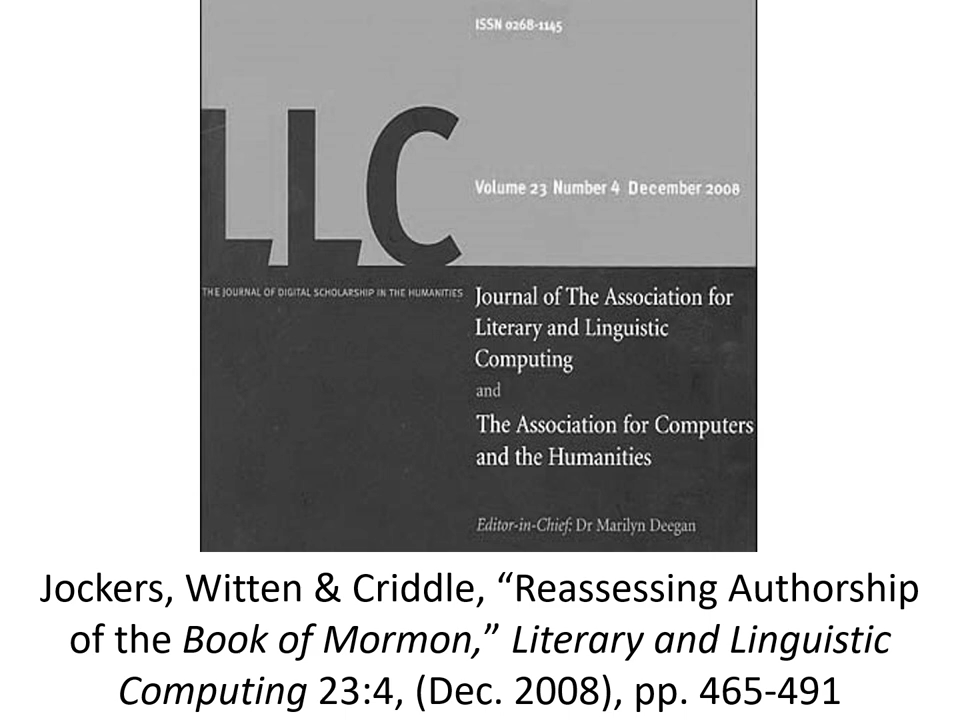 ISSN 0268-1145
LLC
Volume 23 Number 4 December 2008
THE JOURNAL OF DIGITAL SCHOLARSHIP IN THE HUMANITIES
Journal of The Association for
Literary and Linguistic
Computing
and
The Association for Computers
and the Humanities
Editor-in-Chief: Dr Marilyn Deegan
Jockers, Witten & Criddle, “Reassessing Authorship
of the Book of Mormon,” Literary and Linguistic
Computing 23:4, (Dec. 2008), pp. 465-491